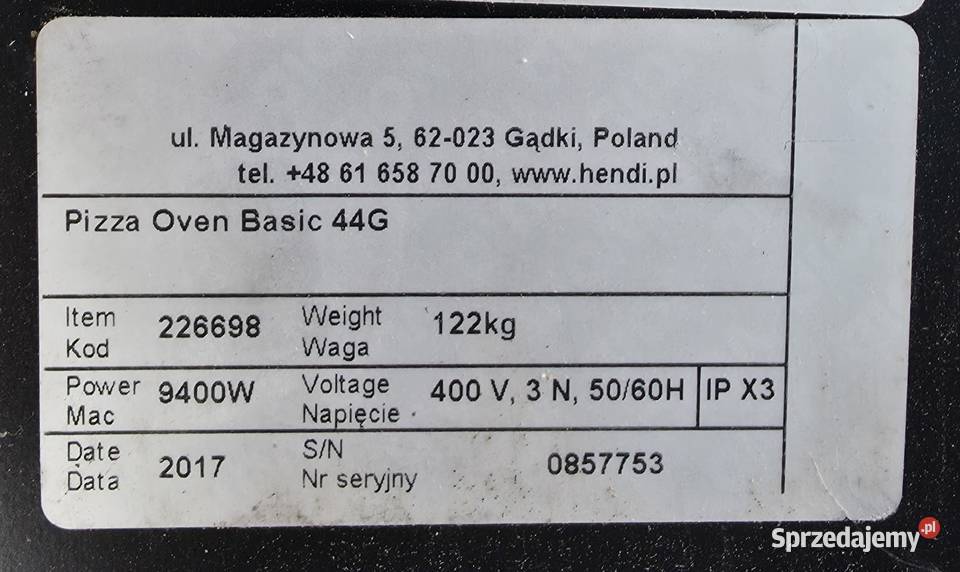 ul. Magazynowa 5, 62-023 Gądki, Poland
tel. +48 61 658 70 00, www.hendi.pl
Pizza Oven Basic 44G
Item Kod 226698 Weight Waga 122kg
Power Mac 9400W Voltage Napięcie 400 V, 3 N, 50/60H IP X3
Date Data 2017 S/N Nr seryjny 0857753
Sprzedajemy.pl